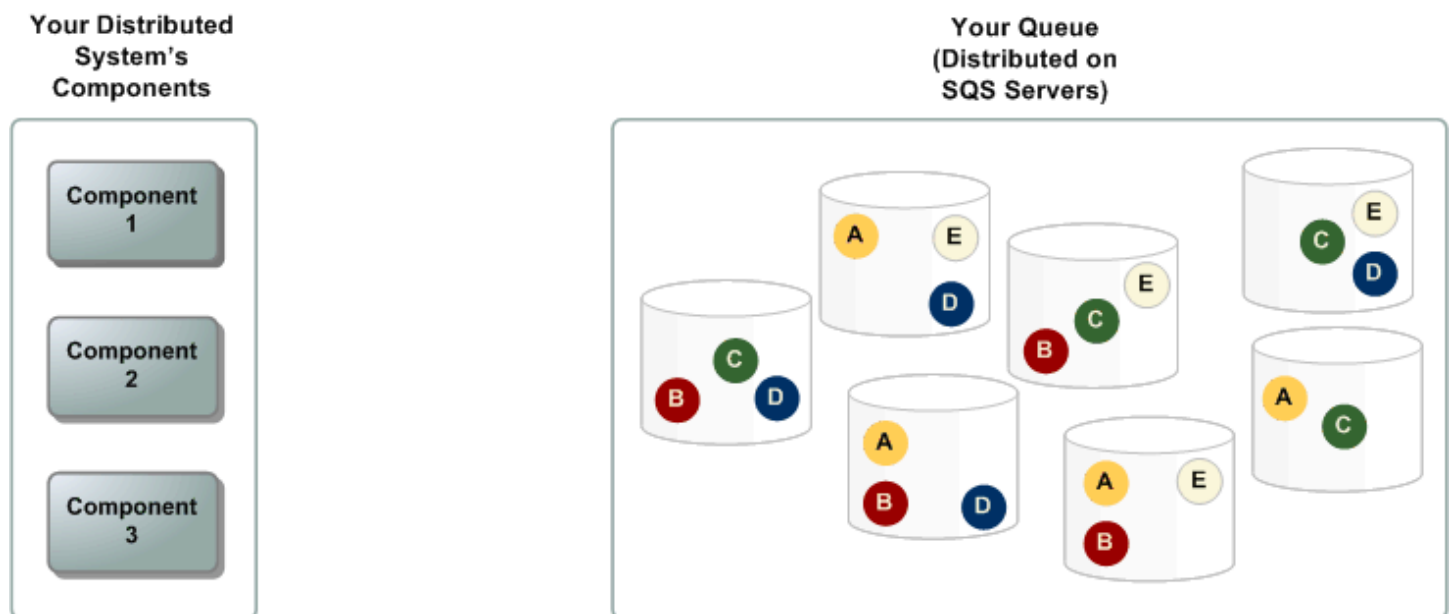 Your Distributed
System's
Components
Component
1
Component
2
Component
3
Your Queue
(Distributed on
SQS Servers)
C
B
D
A
E
D
E
C
B
E
C
D
A
B
D
A
E
B
A
C